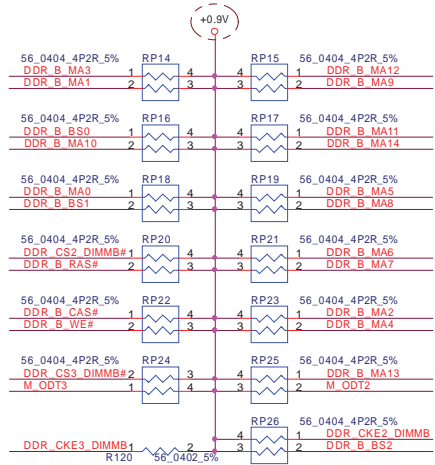 +0.9V
56_0404_4P2R_5% RP14 RP15 56_0404_4P2R_5%
DDR_B_MA3 1 4 4 1 DDR_B_MA12
DDR_B_MA1 2 3 3 2 DDR_B_MA9
56_0404_4P2R_5% RP16 RP17 56_0404_4P2R_5%
DDR_B_BS0 1 4 4 1 DDR_B_MA11
DDR_B_MA10 2 3 3 2 DDR_B_MA14
56_0404_4P2R_5% RP18 RP19 56_0404_4P2R_5%
DDR_B_MA0 1 4 4 1 DDR_B_MA5
DDR_B_BS1 2 3 3 2 DDR_B_MA8
56_0404_4P2R_5% RP20 RP21 56_0404_4P2R_5%
DDR_CS2_DIMMB# 1 4 4 1 DDR_B_MA6
DDR_B_RAS# 2 3 3 2 DDR_B_MA7
56_0404_4P2R_5% RP22 RP23 56_0404_4P2R_5%
DDR_B_CAS# 1 4 4 1 DDR_B_MA2
DDR_B_WE# 2 3 3 2 DDR_B_MA4
56_0404_4P2R_5% RP24 RP25 56_0404_4P2R_5%
DDR_CS3_DIMMB# 2 3 4 1 DDR_B_MA13
M_ODT3 1 4 3 2 M_ODT2
RP26 56_0404_4P2R_5%
4 1 DDR_CKE2_DIMMB
DDR_CKE3_DIMMB 1 2 3 2 DDR_B_BS2
R120 56_0402_5%